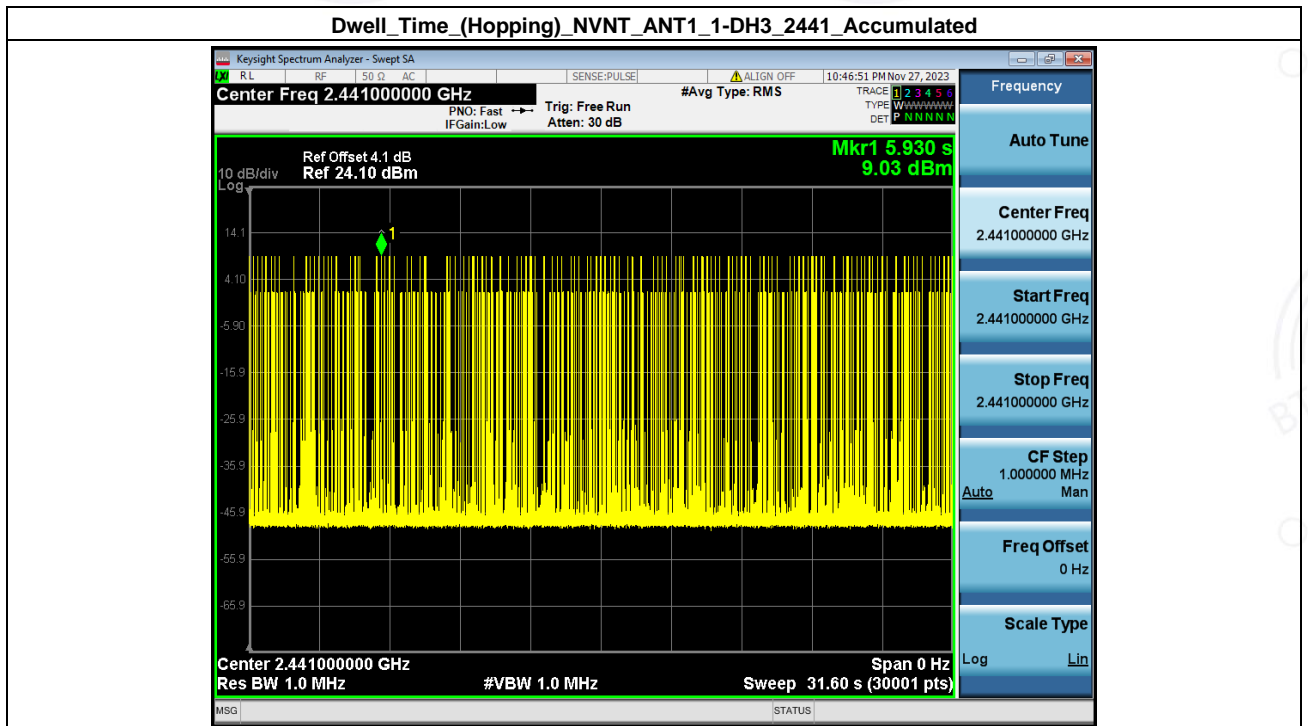 Dwell_Time_(Hopping)_NVNT_ANT1_1-DH3_2441_Accumulated
Keysight Spectrum Analyzer - Swept SA
LXI RL RF 50 Ω AC SENSE:PULSE ALIGN OFF 10:46:51 PM Nov 27, 2023
Center Freq 2.441000000 GHz
PNO: Fast
IFGain:Low
Trig: Free Run
Atten: 30 dB
#Avg Type: RMS
TRACE 1 2 3 4 5 6
TYPE WWWWWW
DET P NNNNN
Mkr1 5.930 s
9.03 dBm
Ref Offset 4.1 dB
10 dB/div Ref 24.10 dBm
Log
1
14.1
4.10
-5.90
-15.9
-25.9
-35.9
-45.9
-55.9
-65.9
Center 2.441000000 GHz Span 0 Hz
Res BW 1.0 MHz #VBW 1.0 MHz Sweep 31.60 s (30001 pts)
MSG STATUS
Frequency
Auto Tune
Center Freq
2.441000000 GHz
Start Freq
2.441000000 GHz
Stop Freq
2.441000000 GHz
CF Step
1.000000 MHz
Auto Man
Freq Offset
0 Hz
Scale Type
Log Lin